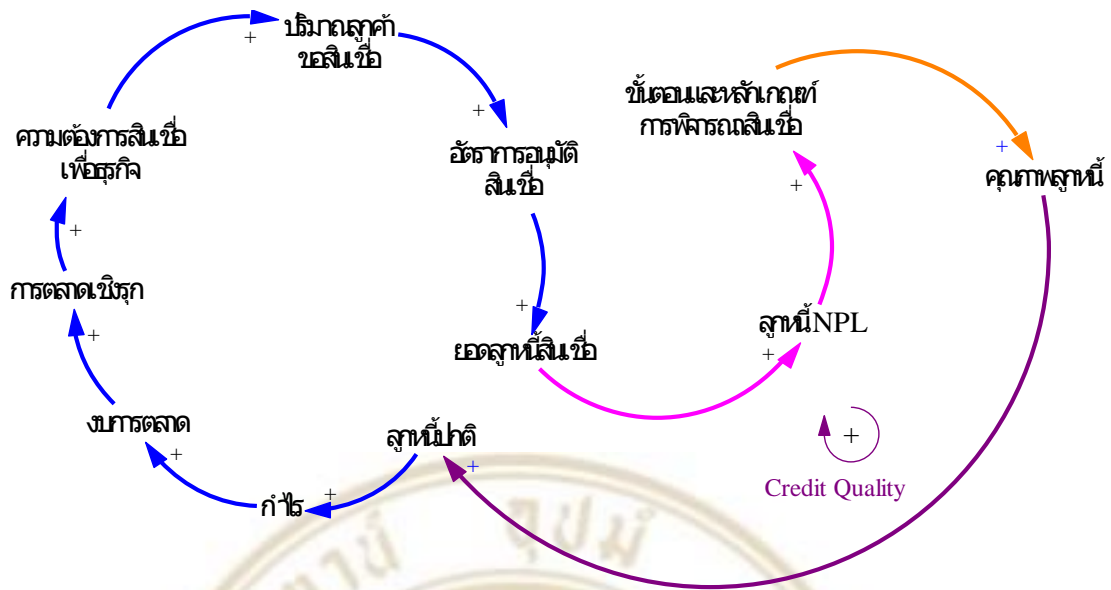 ปริมาณลูกค้า
ขอสินเชื่อ
ขั้นตอนและหลักเกณฑ์
การพิจารณาสินเชื่อ
ความต้องการสินเชื่อ
เพื่อธุรกิจ
อัตราการอนุมัติ
สินเชื่อ
คุณภาพลูกหนี้
การตลาดเชิงรุก
ลูกหนี้ NPL
ยอดลูกหนี้สินเชื่อ
งบการตลาด
ลูกหนี้ปกติ
กำไร
+
+
+
+
+
+
+
+
+
+
+
+
+
Credit Quality